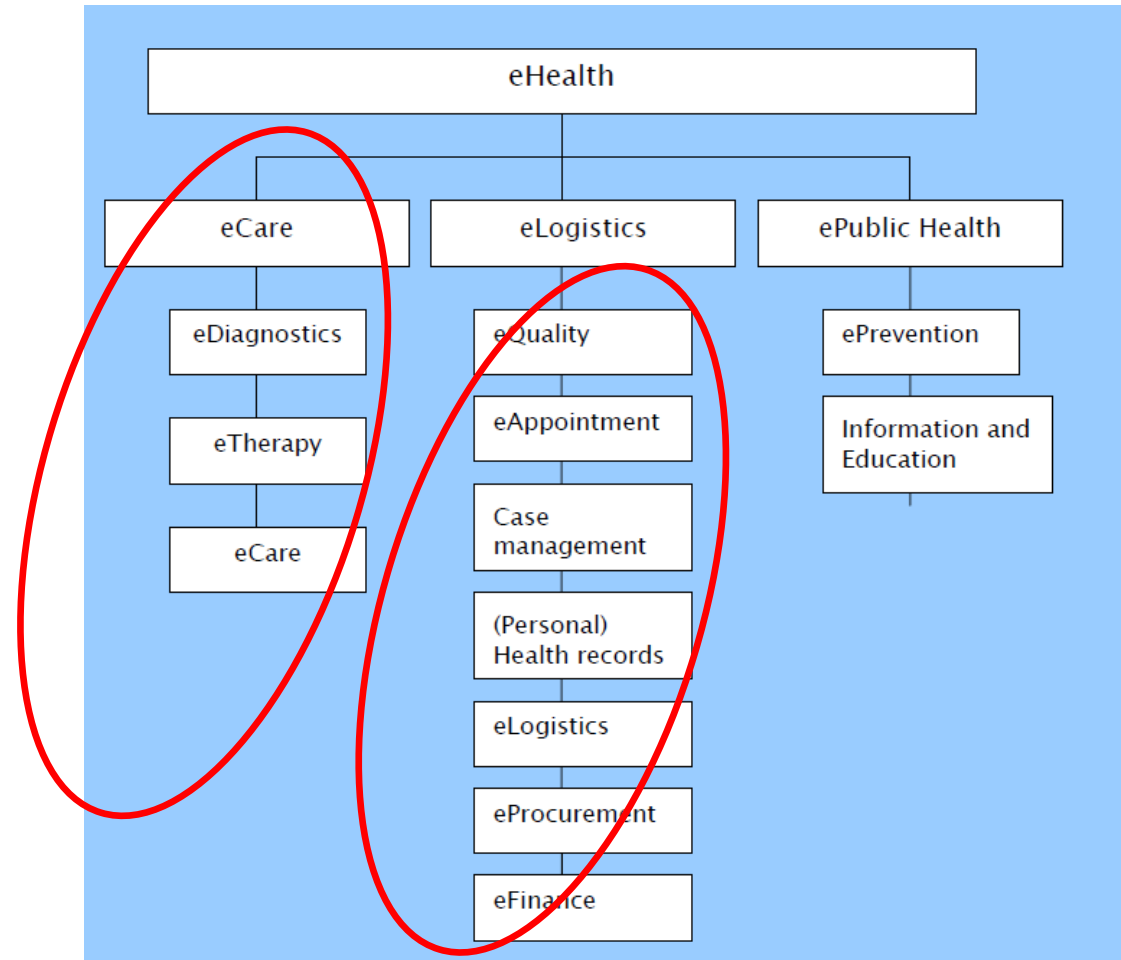 eHealth
eCare
eLogistics
ePublic Health
eDiagnostics
eTherapy
eCare
eQuality
eAppointment
Case
management
(Personal)
Health records
eLogistics
eProcurement
eFinance
ePrevention
Information and
Education